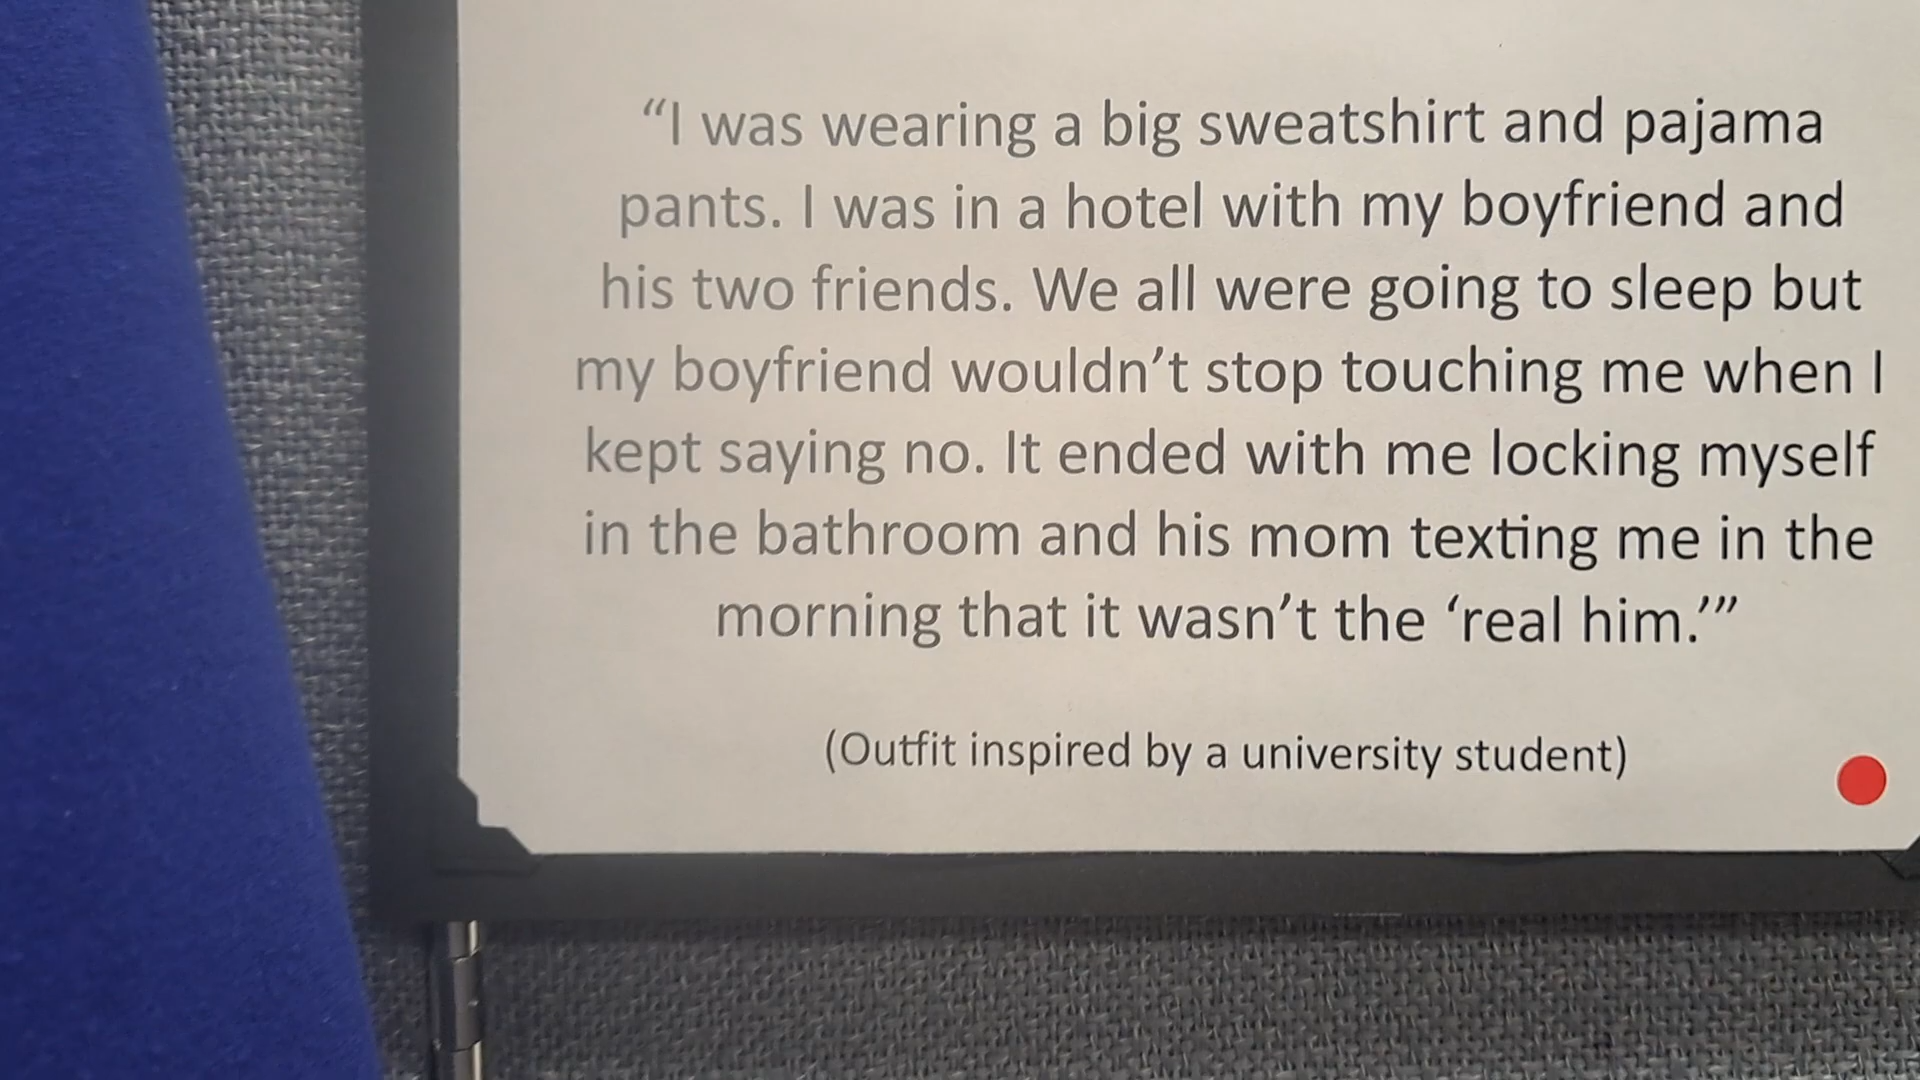 “I was wearing a big sweatshirt and pajama
pants. I was in a hotel with my boyfriend and
his two friends. We all were going to sleep but
my boyfriend wouldn’t stop touching me when I
kept saying no. It ended with me locking myself
in the bathroom and his mom texting me in the
morning that it wasn’t the ‘real him.’”
(Outfit inspired by a university student)